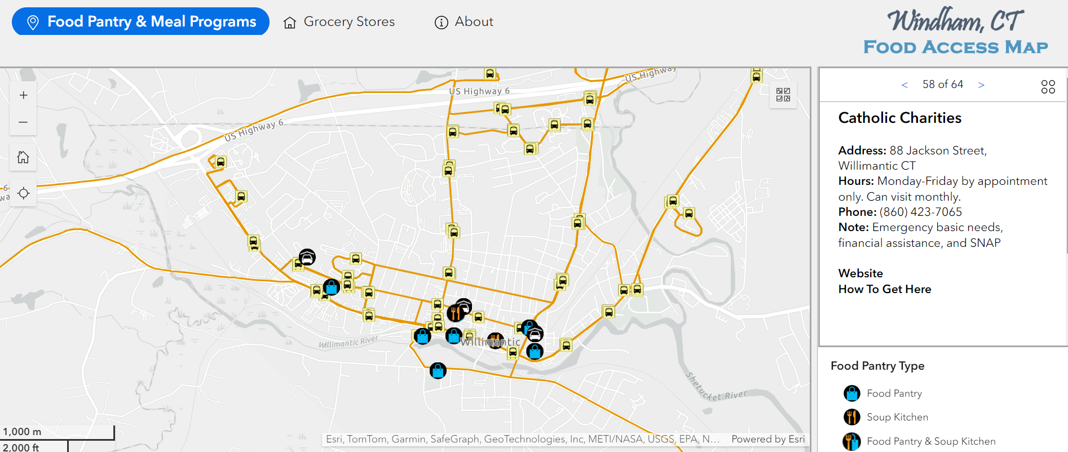 Food Pantry & Meal Programs
Grocery Stores
About
Windham, CT
FOOD ACCESS MAP
US Highway 6
US Highway
US Highway 6
6
Willimantic River
Willimantic
Shetucket River
1,000 m
2,000 ft
Esri, TomTom, Garmin, SafeGraph, GeoTechnologies, Inc, METI/NASA, USGS, EPA, N...
Powered by Esri
< 58 of 64 >
Catholic Charities
Address: 88 Jackson Street,
Willimantic CT
Hours: Monday-Friday by appointment
only. Can visit monthly.
Phone: (860) 423-7065
Note: Emergency basic needs,
financial assistance, and SNAP
Website
How To Get Here
Food Pantry Type
Food Pantry
Soup Kitchen
Food Pantry & Soup Kitchen